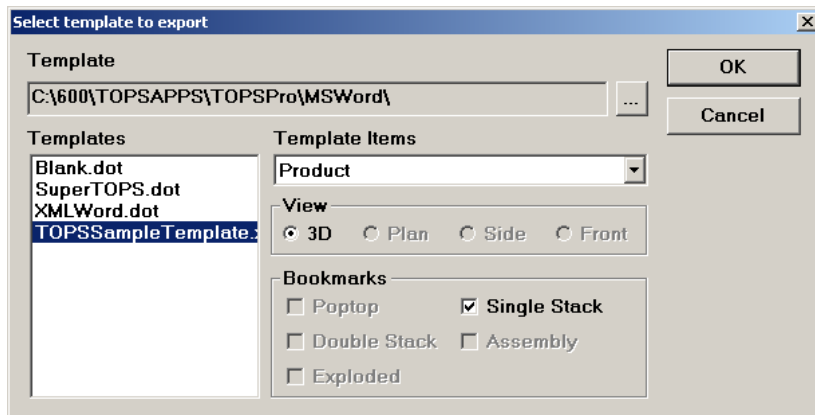 Select template to export
Template
OK
C:\600\TOPSAPPS\TOPSPro\MSWord\
...
Cancel
Templates
Template Items
Blank.dot
SuperTOPS.dot
XMLWord.dot
TOPSSampleTemplate.x
Product
View
3D Plan Side Front
Bookmarks
Poptop Single Stack
Double Stack Assembly
Exploded